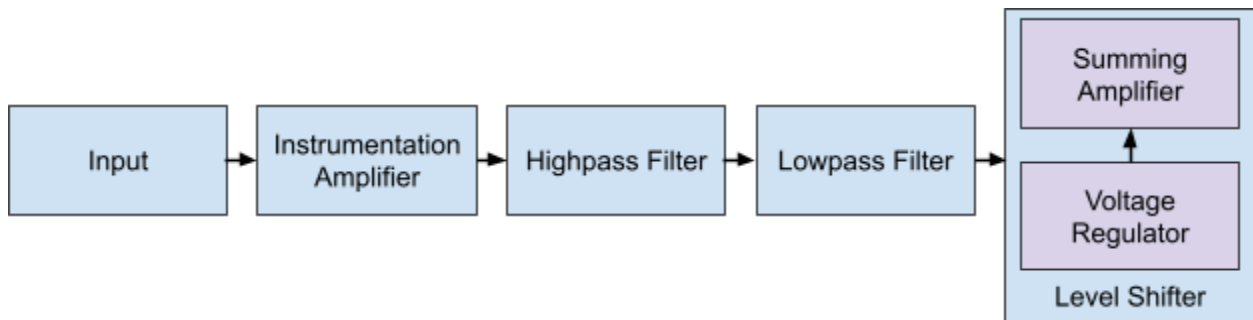 Input
Instrumentation
Amplifier
Highpass Filter
Lowpass Filter
Summing
Amplifier
Voltage
Regulator
Level Shifter